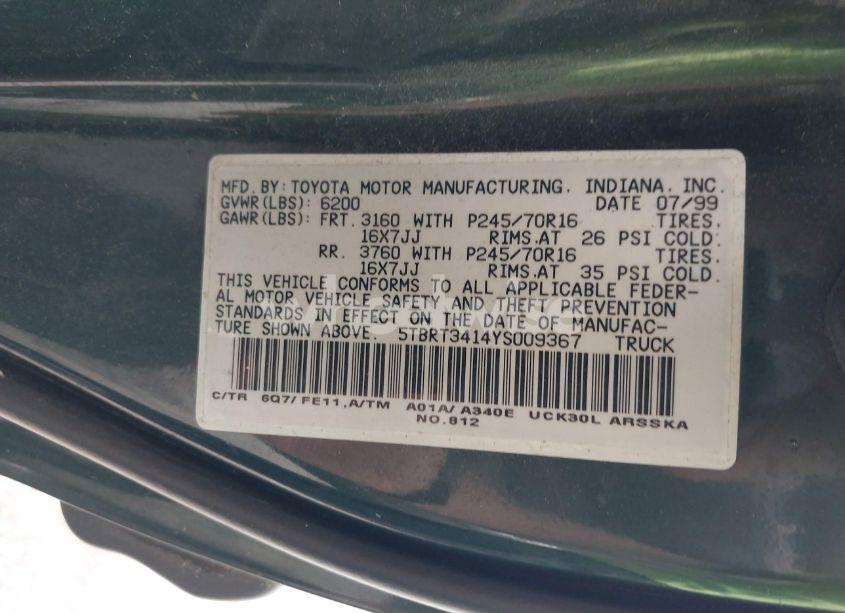 MFD. BY: TOYOTA MOTOR MANUFACTURING, INDIANA, INC.
GVWR(LBS): 6200 DATE 07/99
GAWR(LBS): FRT. 3160 WITH P245/70R16 TIRES,
16X7JJ RIMS,AT 26 PSI COLD.
RR. 3760 WITH P245/70R16 TIRES,
16X7JJ RIMS,AT 35 PSI COLD.
THIS VEHICLE CONFORMS TO ALL APPLICABLE FEDER-
AL MOTOR VEHICLE SAFETY AND THEFT PREVENTION
STANDARDS IN EFFECT ON THE DATE OF MANUFAC-
TURE SHOWN ABOVE. 5TBRT3414YS009367 TRUCK
C/TR 6Q7/ FE11,A/TM A01A/ A340E UCK30L ARSSKA
NO.812